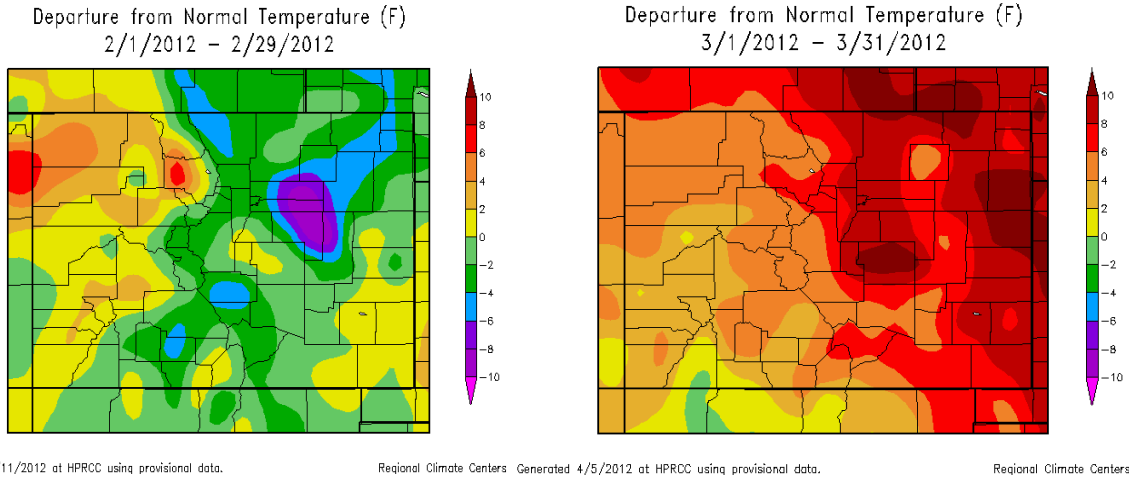 Departure from Normal Temperature (F)
2/1/2012 – 2/29/2012
10
8
6
4
2
0
-2
-4
-6
-8
-10
/11/2012 at HPRCC using provisional data.
Regional Climate Centers
Departure from Normal Temperature (F)
3/1/2012 – 3/31/2012
10
8
6
4
2
0
-2
-4
-6
-8
-10
Generated 4/5/2012 at HPRCC using provisional data.
Regional Climate Centers